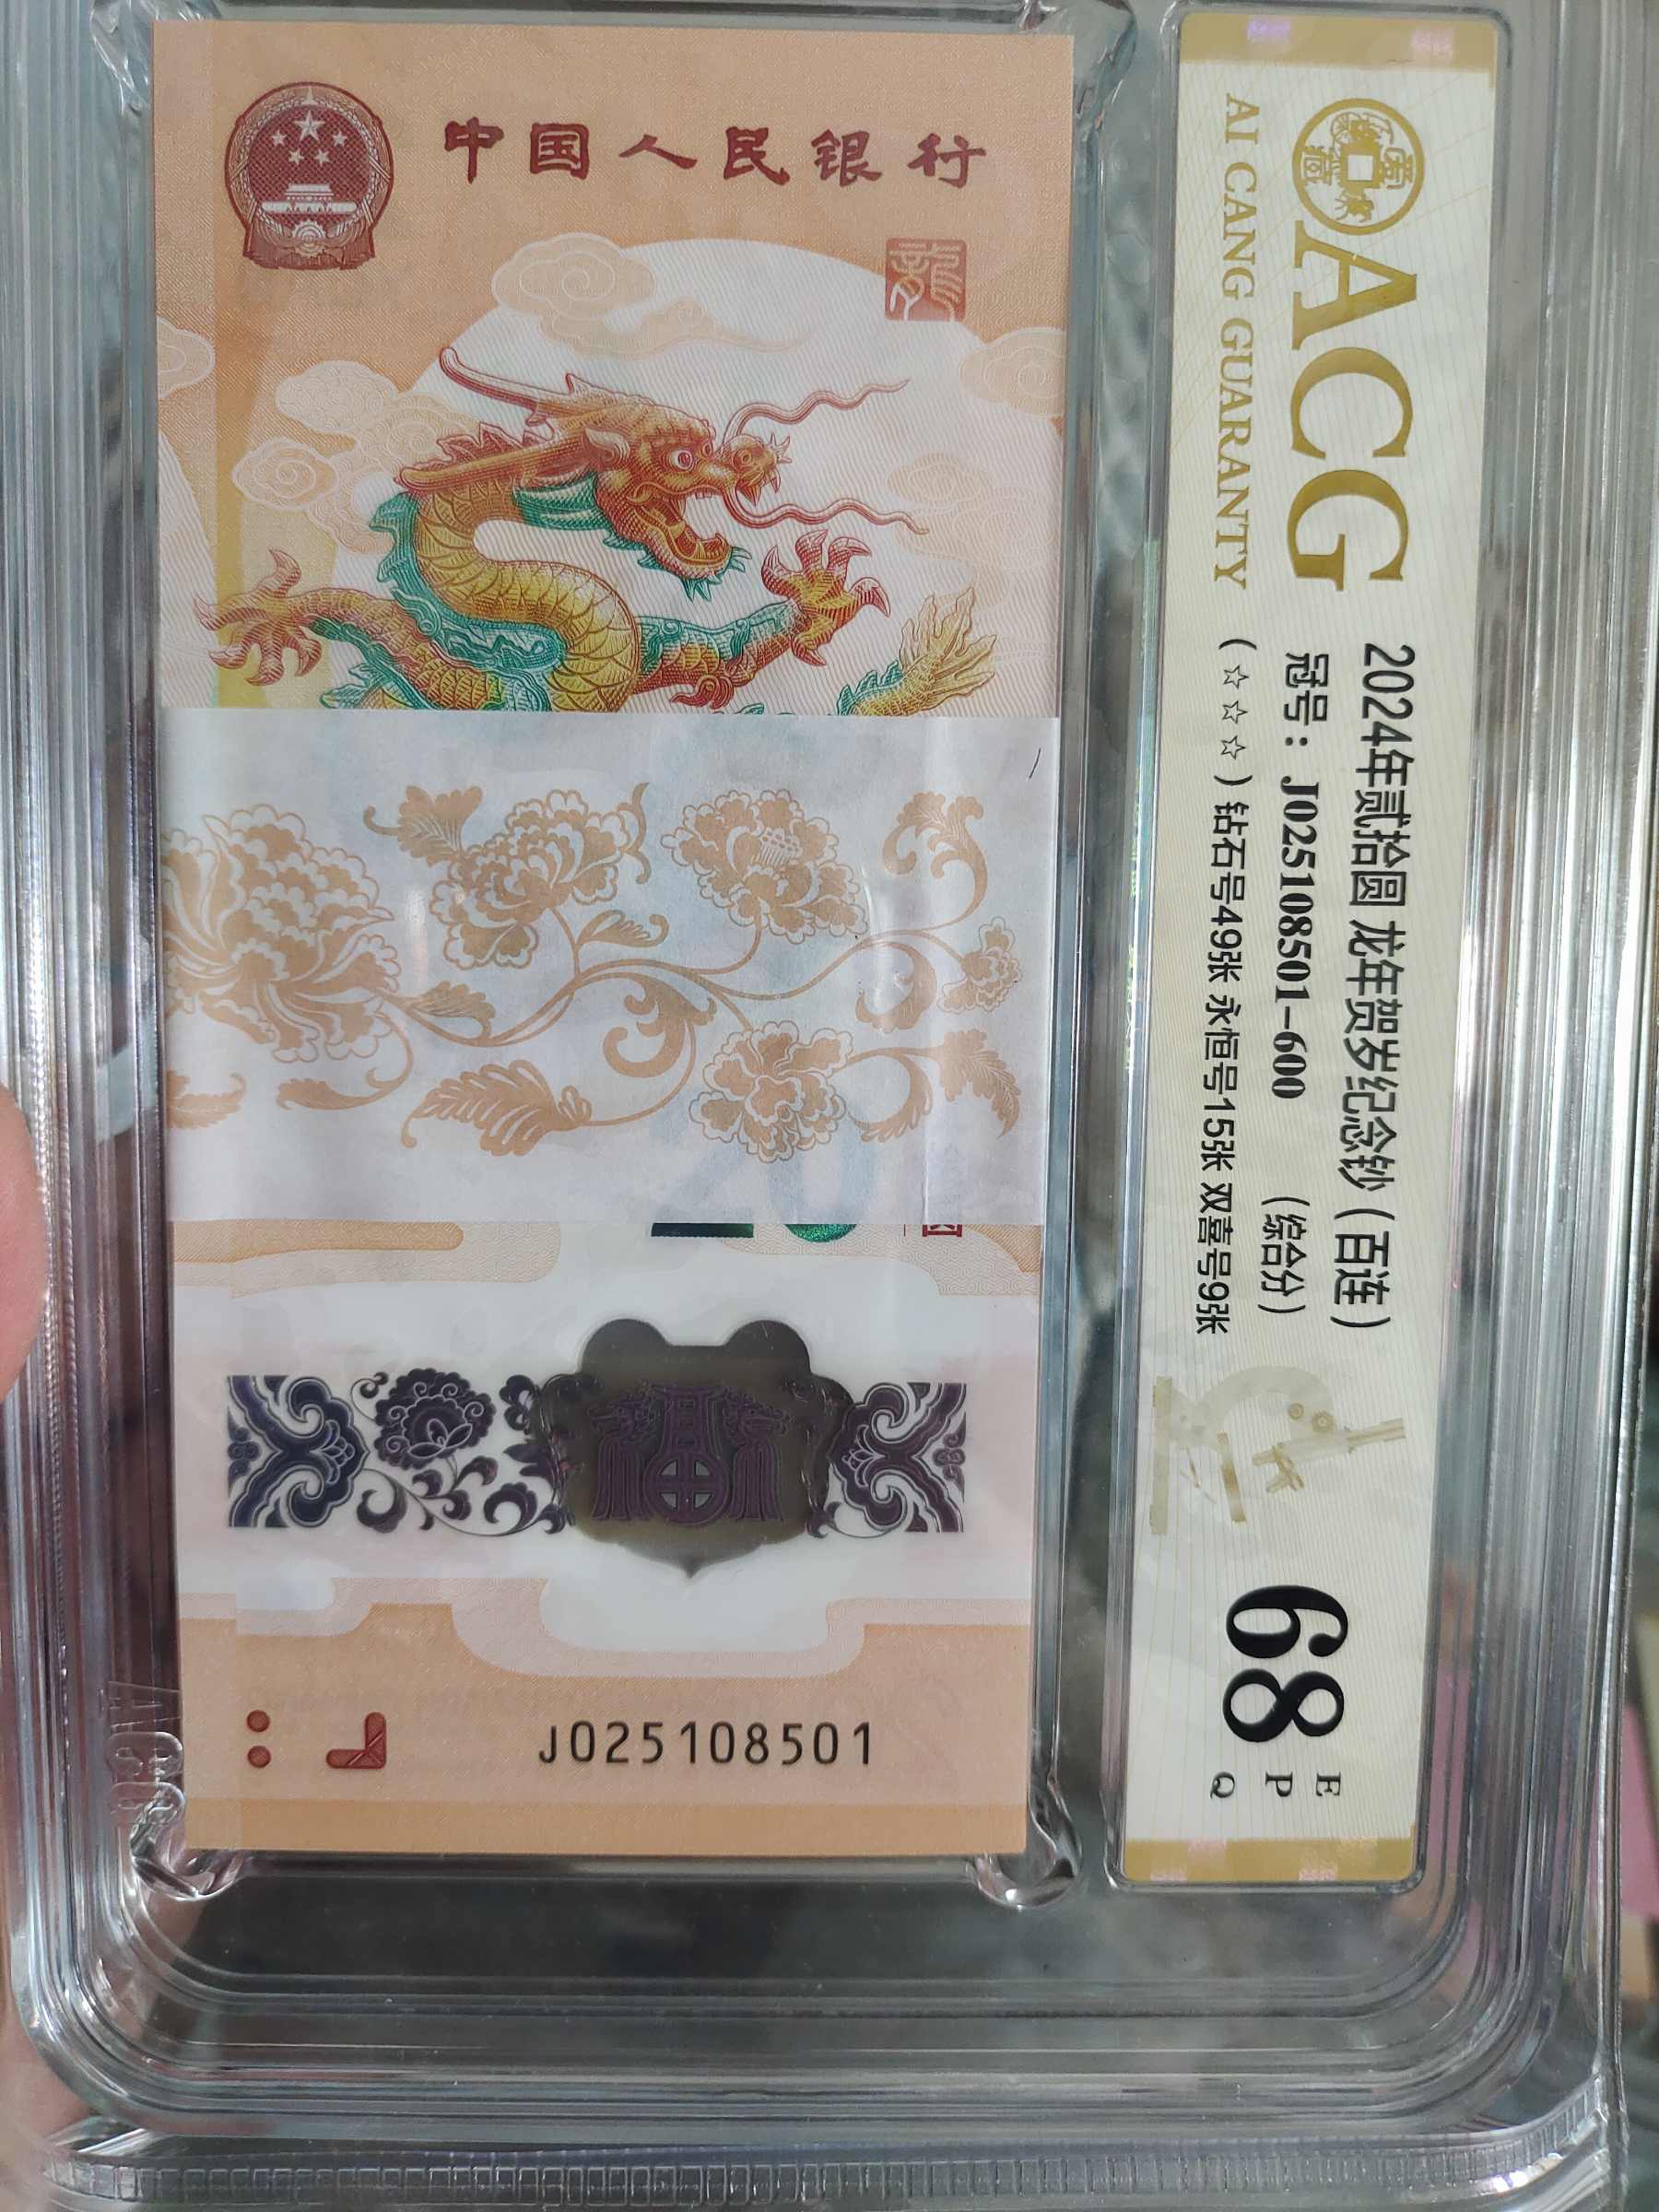 中国人民银行
龙
J025108501
ACG
AI CANG GUARANTY
2024年贰拾圆 龙年贺岁纪念钞（百连）
冠号：J025108501-600 （综合分）
（☆☆☆）钻石号49张 永恒号15张 双喜号9张
68
E
P
Q
ACG